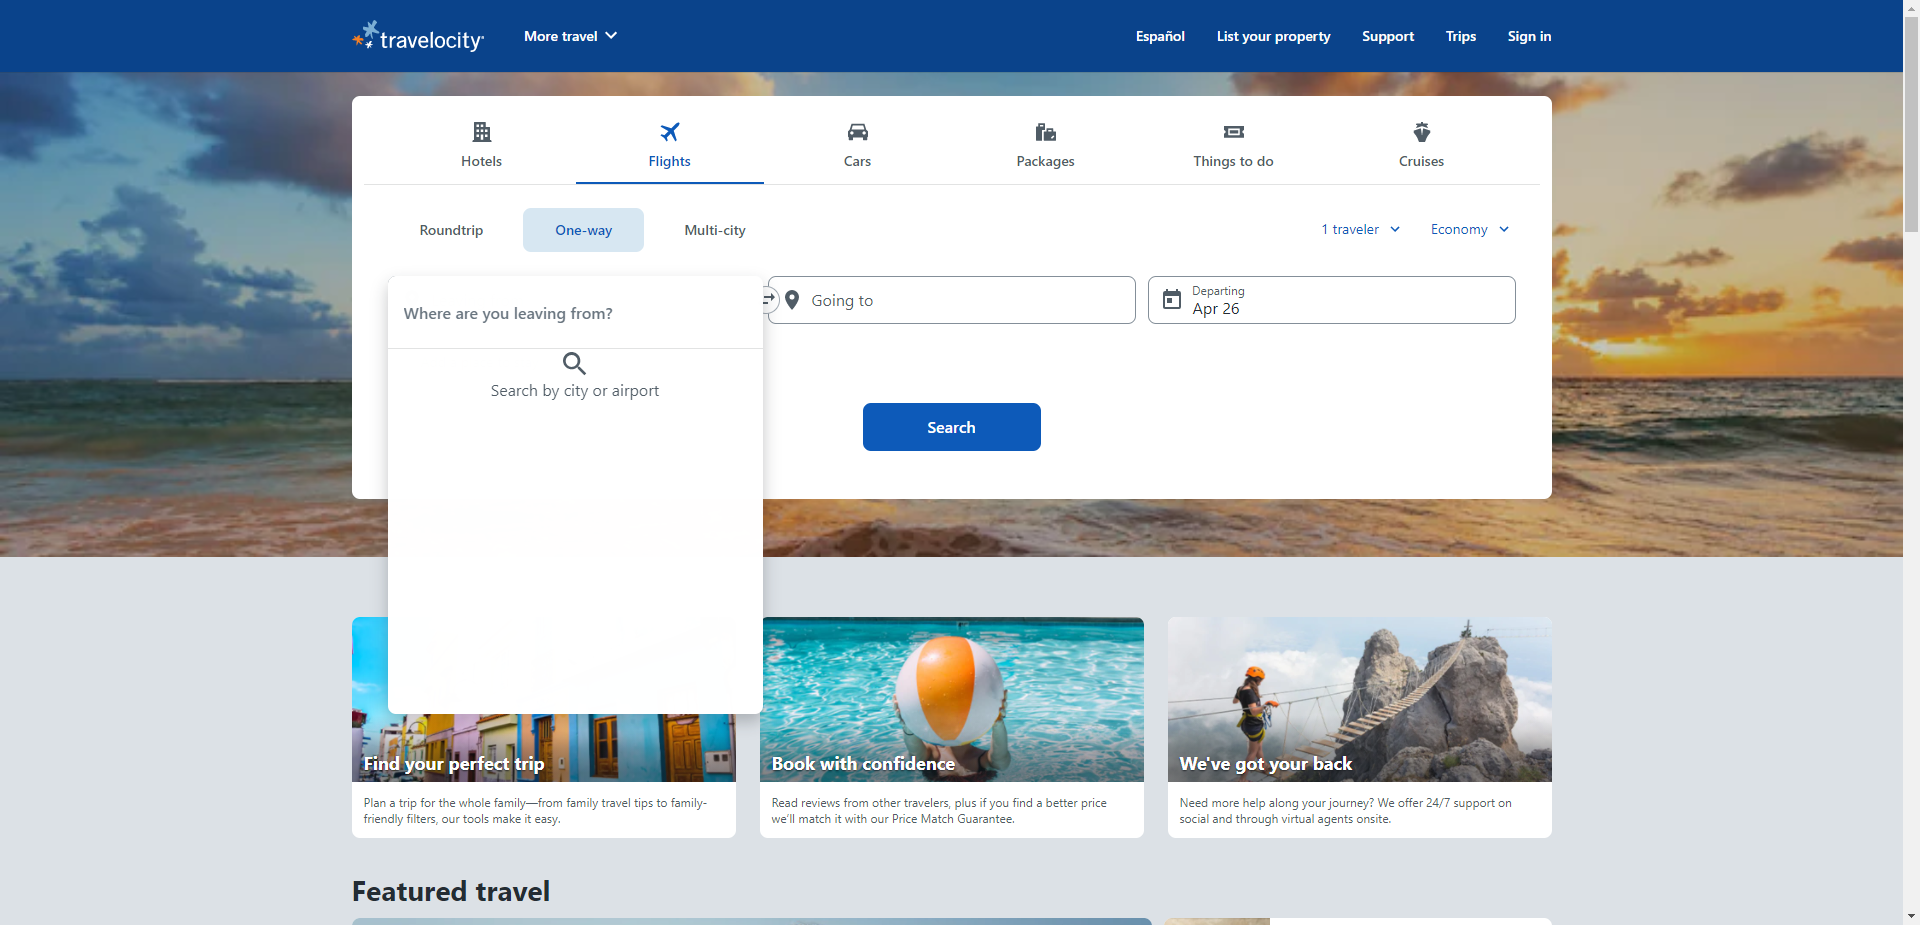 travelocity
More travel
Español
List your property
Support
Trips
Sign in
Hotels
Flights
Cars
Packages
Things to do
Cruises
Roundtrip
One-way
Multi-city
1 traveler
Economy
Where are you leaving from?
Going to
Departing
Apr 26
Search by city or airport
Search
Find your perfect trip
Plan a trip for the whole family—from family travel tips to family-
friendly filters, our tools make it easy.
Book with confidence
Read reviews from other travelers, plus if you find a better price
we'll match it with our Price Match Guarantee.
We've got your back
Need more help along your journey? We offer 24/7 support on
social and through virtual agents onsite.
Featured travel